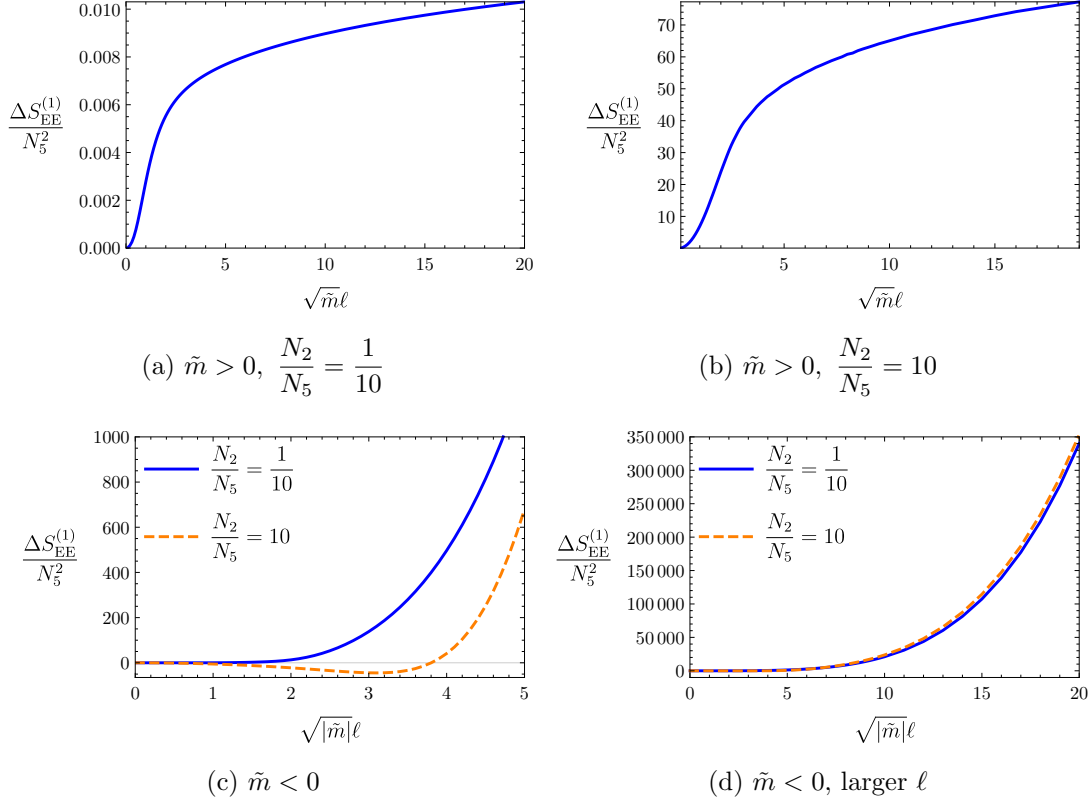 0.010
0.008
0.006
0.004
0.002
0.000
ΔS_EE^(1) / N_5^2
0 5 10 15 20
√m̃ℓ
(a) m̃ > 0, N_2/N_5 = 1/10
70
60
50
40
30
20
10
ΔS_EE^(1) / N_5^2
5 10 15
√m̃ℓ
(b) m̃ > 0, N_2/N_5 = 10
1000
800
600
400
200
0
ΔS_EE^(1) / N_5^2
N_2/N_5 = 1/10
N_2/N_5 = 10
0 1 2 3 4 5
√|m̃|ℓ
(c) m̃ < 0
350 000
300 000
250 000
200 000
150 000
100 000
50 000
0
ΔS_EE^(1) / N_5^2
N_2/N_5 = 1/10
N_2/N_5 = 10
0 5 10 15 20
√|m̃|ℓ
(d) m̃ < 0, larger ℓ